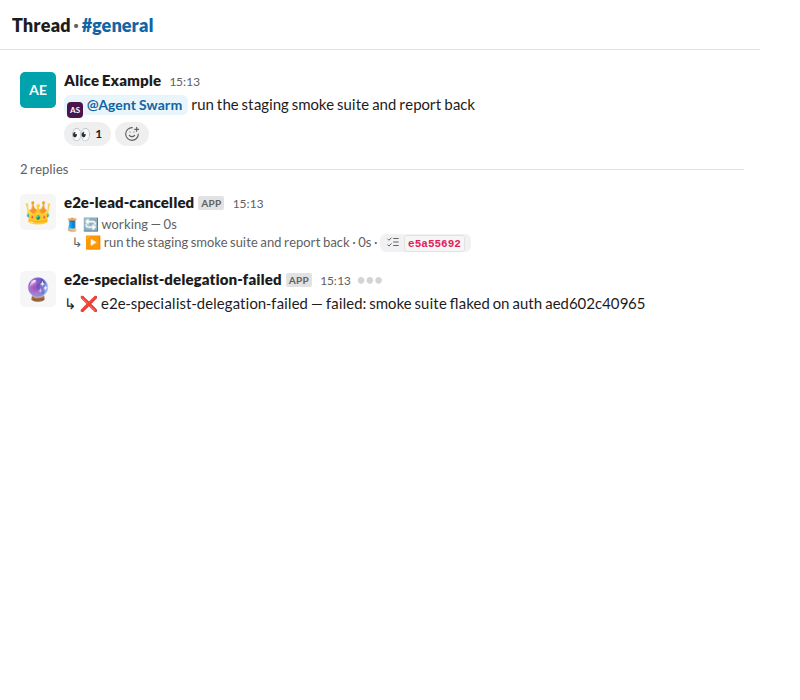 Thread · #general
AE
Alice Example 15:13
AS @Agent Swarm run the staging smoke suite and report back
👀 1
2 replies
e2e-lead-cancelled APP 15:13
🧵 🔄 working — 0s
↳ ▶️ run the staging smoke suite and report back · 0s · e5a55692
e2e-specialist-delegation-failed APP 15:13
↳ ❌ e2e-specialist-delegation-failed — failed: smoke suite flaked on auth aed602c40965